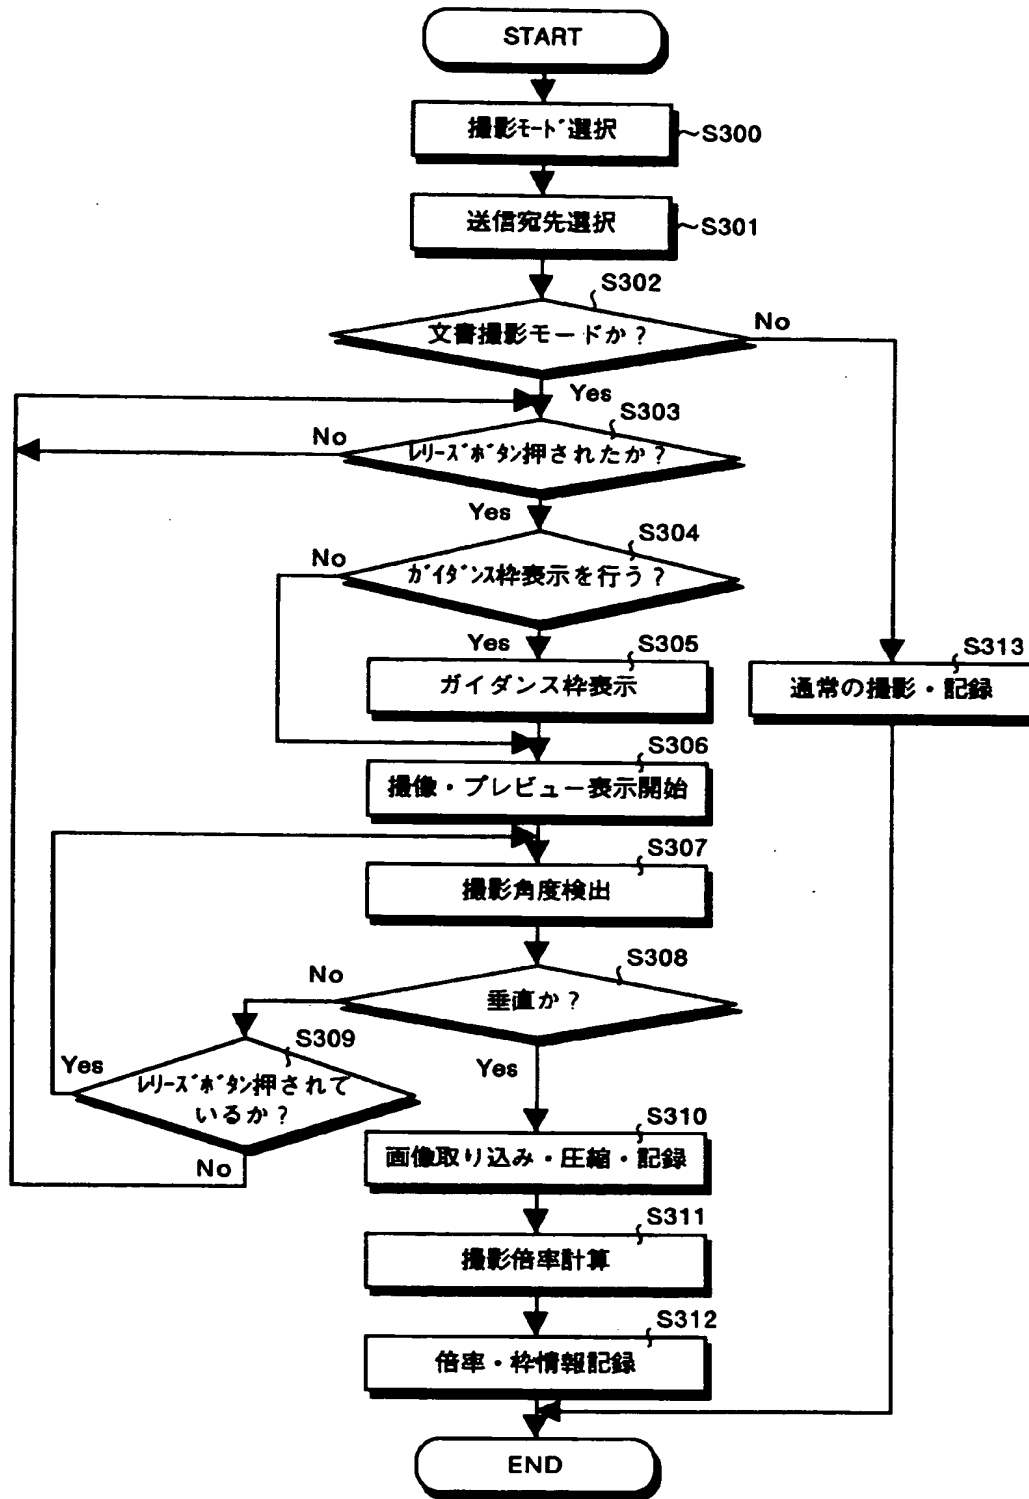 START
撮影ﾓｰﾄﾞ選択
S300
送信宛先選択
S301
S302
文書撮影モードか？
No
Yes
S303
No
ﾚﾘｰｽﾞﾎﾞﾀﾝ押されたか？
Yes
S304
No
ｶﾞｲﾀﾞﾝｽ枠表示を行う？
Yes
S305
ガイダンス枠表示
S313
通常の撮影・記録
S306
撮像・プレビュー表示開始
S307
撮影角度検出
S308
No
垂直か？
S309
Yes
ﾚﾘｰｽﾞﾎﾞﾀﾝ押されて
いるか？
Yes
No
S310
画像取り込み・圧縮・記録
S311
撮影倍率計算
S312
倍率・枠情報記録
END